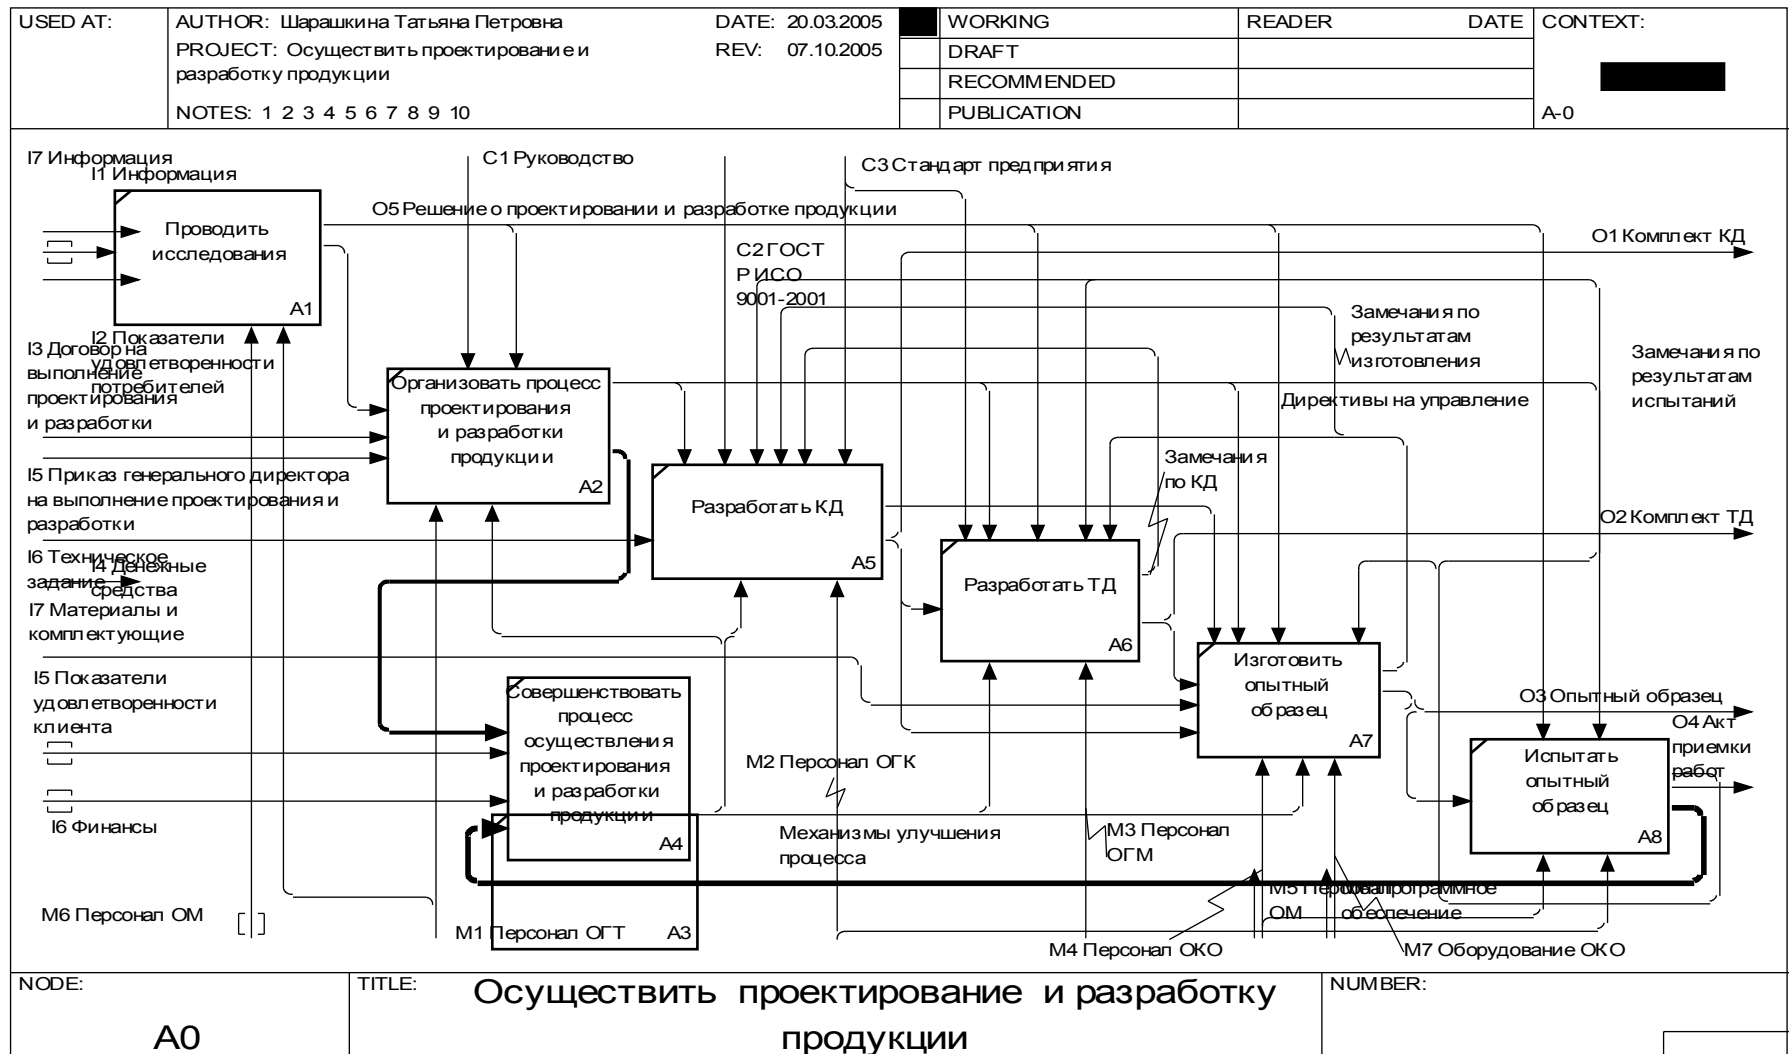 USED AT:
AUTHOR: Шарашкина Татьяна Петровна
DATE: 20.03.2005
PROJECT: Осуществить проектирование и
разработку продукции
REV: 07.10.2005
NOTES: 1 2 3 4 5 6 7 8 9 10
WORKING
DRAFT
RECOMMENDED
PUBLICATION
READER
DATE
CONTEXT:
A-0
I7 Информация
I1 Информация
C1 Руководство
C3 Стандарт предприятия
O5 Решение о проектировании и разработке продукции
Проводить
исследования
A1
C2 ГОСТ
Р ИСО
9001-2001
O1 Комплект КД
I2 Показатели
удовлетворенности
потребителей
I3 Договор на
выполнение
проектирования
и разработки
Замечания по
результатам
изготовления
Замечания по
результатам
испытаний
Организовать процесс
проектирования
и разработки
продукции
A2
Директивы на управление
I5 Приказ генерального директора
на выполнение проектирования и
разработки
Разработать КД
A5
Замечания
по КД
O2 Комплект ТД
I6 Техническое
задание
I4 Денежные
средства
I7 Материалы и
комплектующие
Разработать ТД
A6
I5 Показатели
удовлетворенности
клиента
Совершенствовать
процесс
осуществления
проектирования
и разработки
продукции
A4
Изготовить
опытный
образец
A7
O3 Опытный образец
O4 Акт
приемки
работ
Испытать
опытный
образец
A8
M2 Персонал ОГК
I6 Финансы
Механизмы улучшения
процесса
M3 Персонал
ОГМ
M6 Персонал ОМ
M1 Персонал ОГТ
A3
M5 Персонал
ОМ
программное
обеспечение
M4 Персонал ОКО
M7 Оборудование ОКО
NODE:
A0
TITLE:
Осуществить проектирование и разработку
продукции
NUMBER: